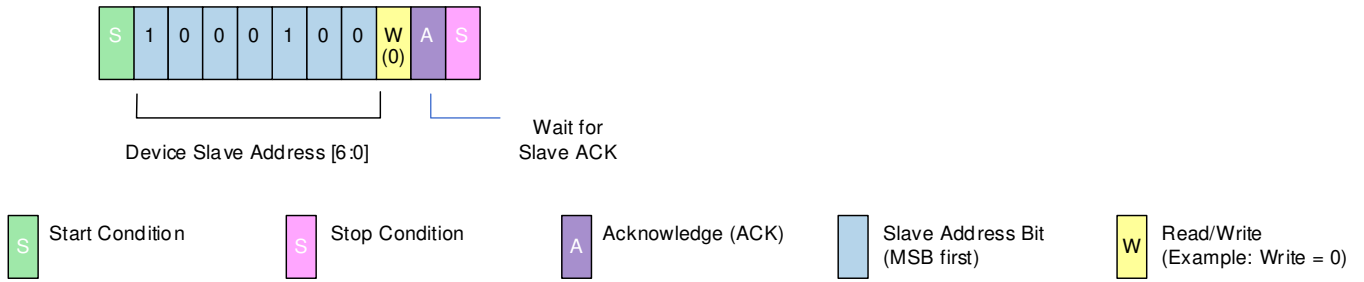 S 1 0 0 0 1 0 0 W A S
(0)
Wait for
Slave ACK
Device Slave Address [6:0]
S Start Condition
S Stop Condition
A Acknowledge (ACK)
Slave Address Bit
(MSB first)
W Read/Write
(Example: Write = 0)